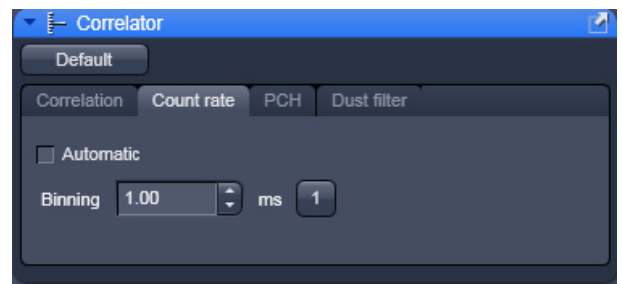 Correlator
Default
Correlation Count rate PCH Dust filter
Automatic
Binning 1.00 ms 1